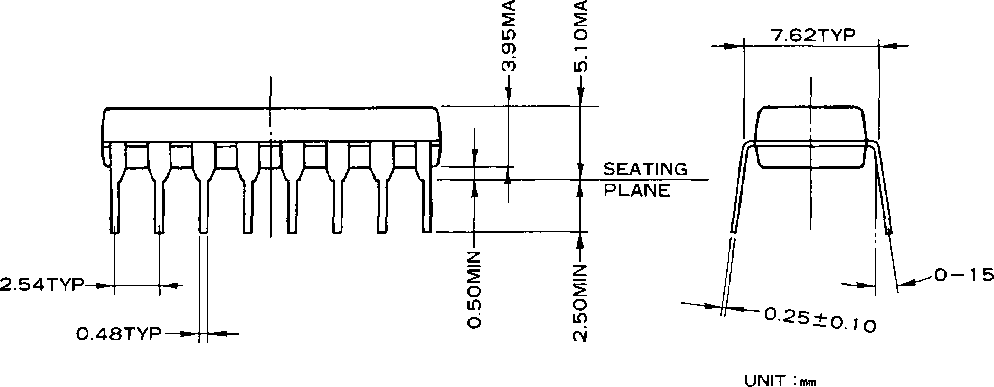 3.95MA
5.10MA
7.62TYP
SEATING
PLANE
2.54TYP
0.48TYP
0.50MIN
2.50MIN
0.25±0.10
0-15
UNIT : mm